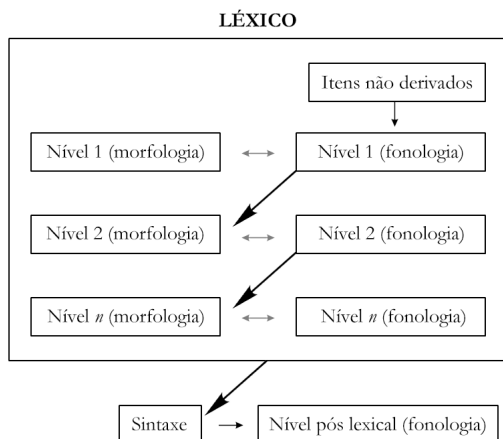 LÉXICO
Itens não derivados
Nível 1 (morfologia)
Nível 1 (fonologia)
Nível 2 (morfologia)
Nível 2 (fonologia)
Nível n (morfologia)
Nível n (fonologia)
Sintaxe
Nível pós lexical (fonologia)